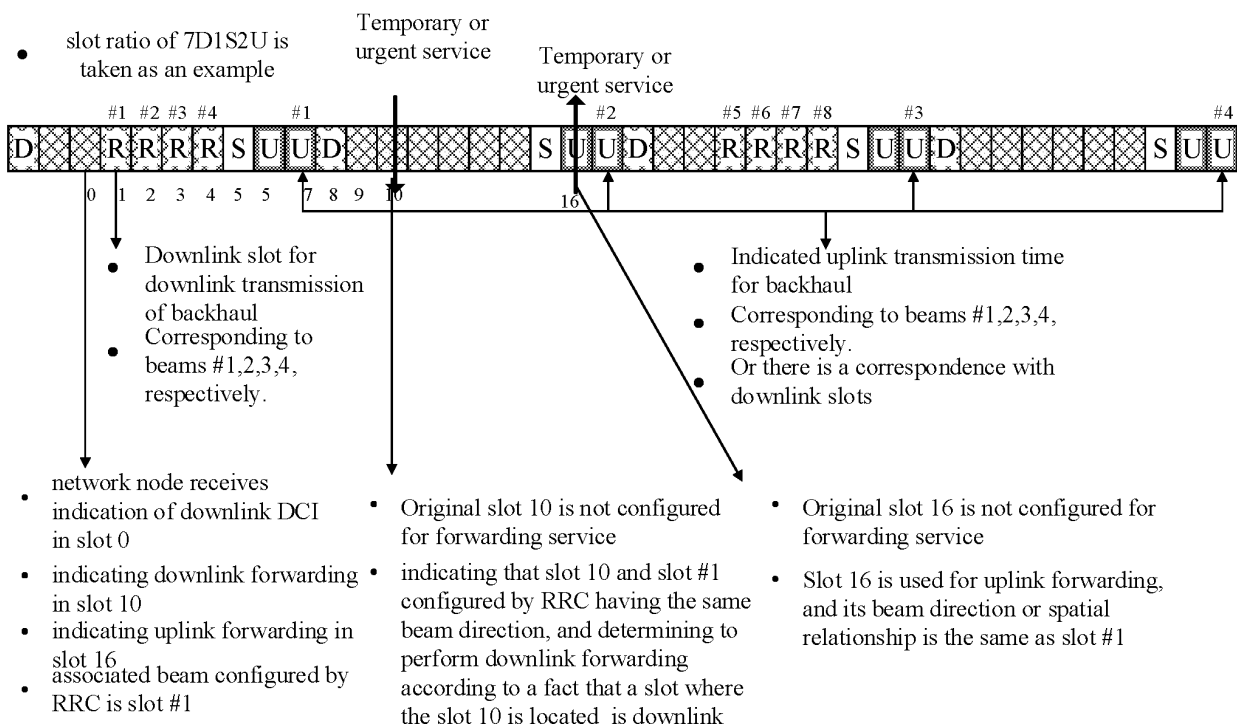 Temporary or
urgent service
• slot ratio of 7D1S2U is
taken as an example
Temporary or
urgent service
#1 #2 #3 #4 #1 #2 #5 #6 #7 #8 #3 #4
D R R R R S U U D S U U D R R R R S U U D S U U
0 1 2 3 4 5 5 7 8 9 10 16
• Downlink slot for
downlink transmission
of backhaul
• Corresponding to
beams #1,2,3,4,
respectively.
• Indicated uplink transmission time
for backhaul
• Corresponding to beams #1,2,3,4,
respectively.
• Or there is a correspondence with
downlink slots
• network node receives
indication of downlink DCI
in slot 0
• indicating downlink forwarding
in slot 10
• indicating uplink forwarding in
slot 16
• associated beam configured by
RRC is slot #1
• Original slot 10 is not configured
for forwarding service
• indicating that slot 10 and slot #1
configured by RRC having the same
beam direction, and determining to
perform downlink forwarding
according to a fact that a slot where
the slot 10 is located is downlink
• Original slot 16 is not configured for
forwarding service
• Slot 16 is used for uplink forwarding,
and its beam direction or spatial
relationship is the same as slot #1